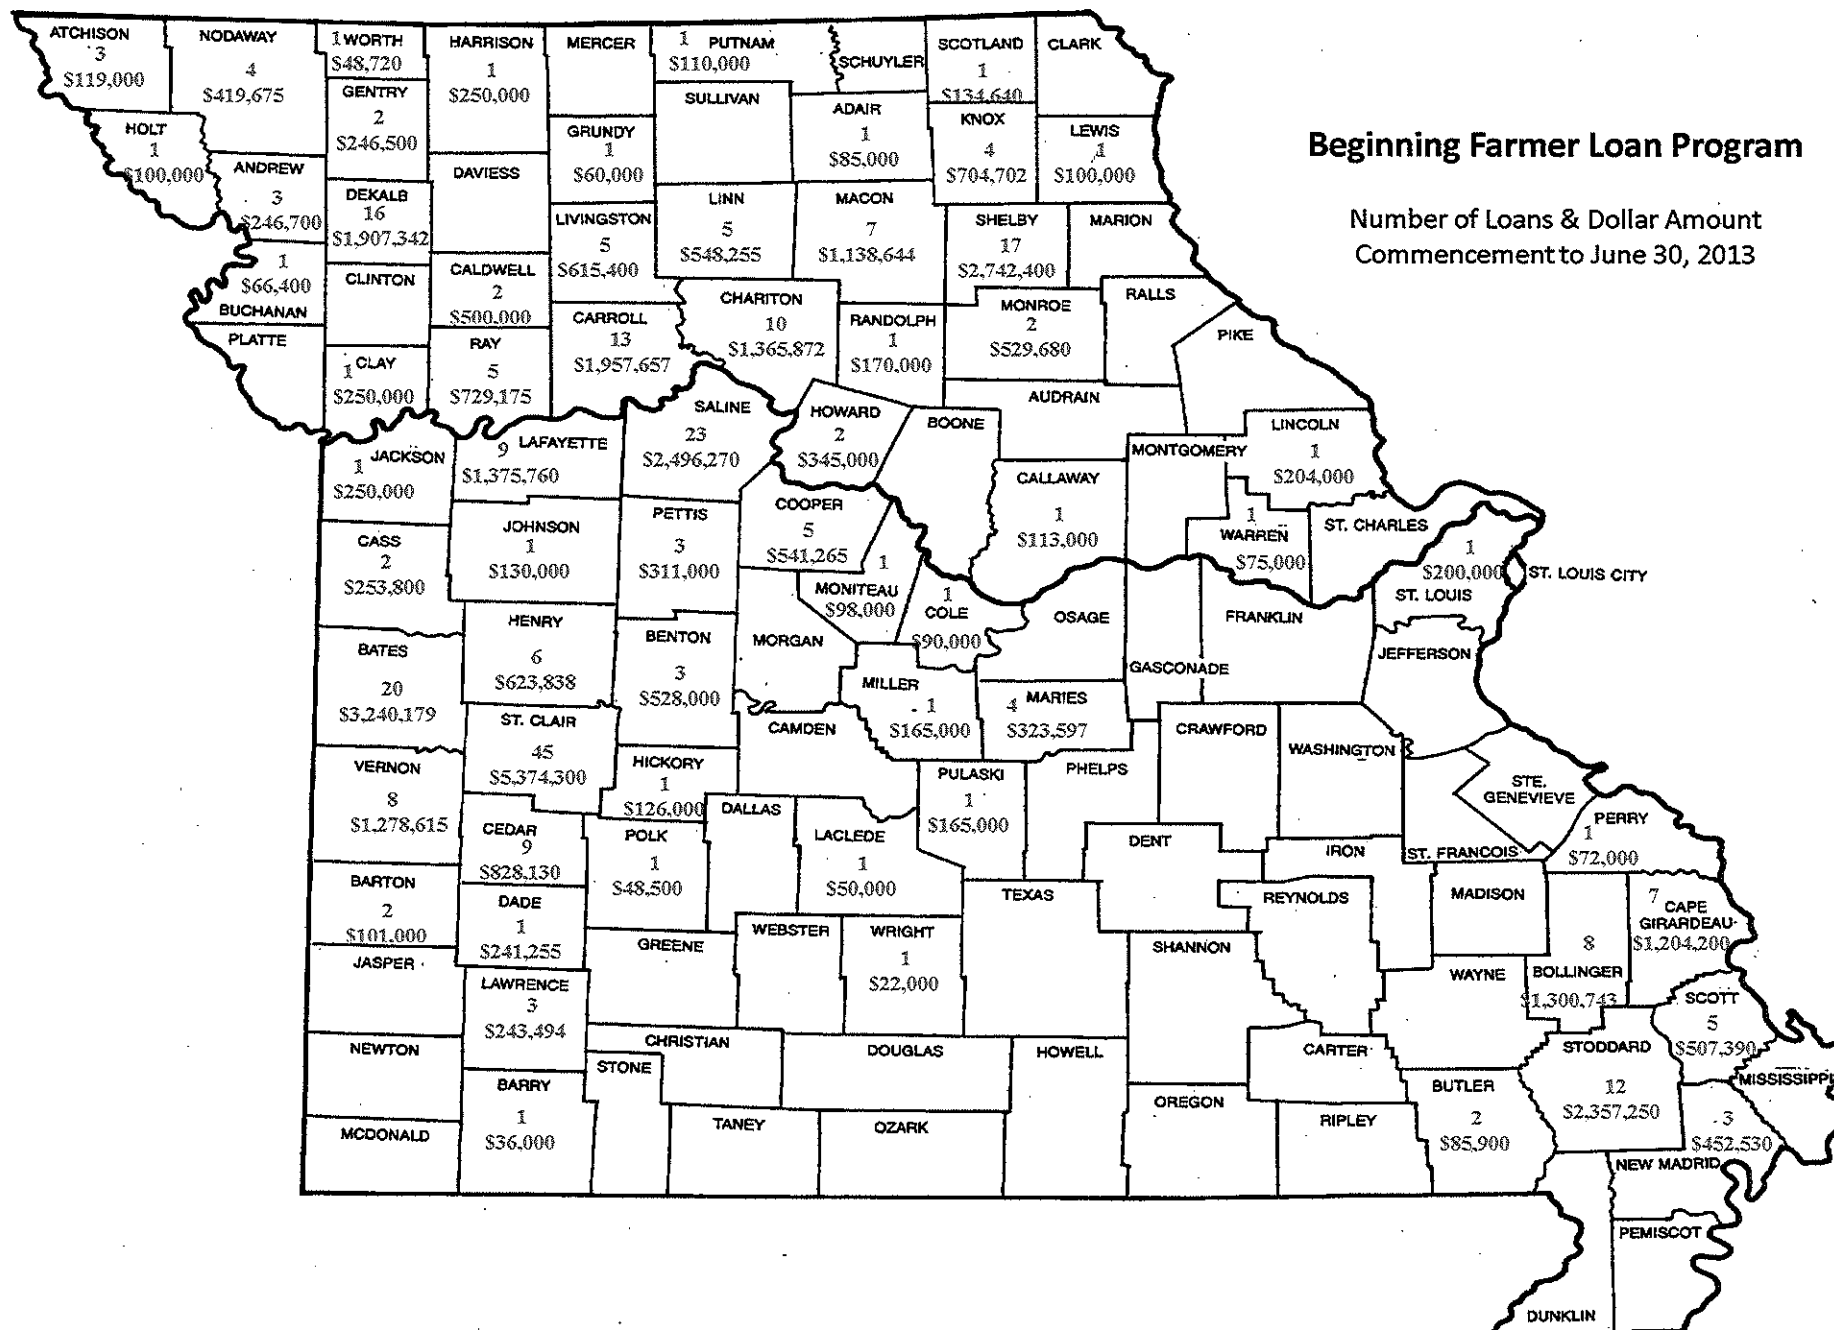 Beginning Farmer Loan Program
Number of Loans & Dollar Amount
Commencement to June 30, 2013
ATCHISON
3
$119,000
NODAWAY
4
$419,675
1 WORTH
$48,720
HARRISON
1
$250,000
MERCER
1 PUTNAM
$110,000
SCHUYLER
SCOTLAND
1
$134,640
CLARK
GENTRY
2
$246,500
SULLIVAN
ADAIR
1
$85,000
KNOX
4
$704,702
LEWIS
1
$100,000
HOLT
1
$100,000
GRUNDY
1
$60,000
ANDREW
3
$246,700
DEKALB
16
$1,907,342
DAVIESS
LIVINGSTON
5
$615,400
LINN
5
$548,255
MACON
7
$1,138,644
SHELBY
17
$2,742,400
MARION
1
$66,400
BUCHANAN
CLINTON
CALDWELL
2
$500,000
CARROLL
13
$1,957,657
CHARITON
10
$1,365,872
RANDOLPH
1
$170,000
MONROE
2
$529,680
RALLS
PIKE
PLATTE
1 CLAY
$250,000
RAY
5
$729,175
AUDRAIN
SALINE
23
$2,496,270
HOWARD
2
$345,000
BOONE
LINCOLN
1
$204,000
MONTGOMERY
1 JACKSON
$250,000
9 LAFAYETTE
$1,375,760
CALLAWAY
1
$113,000
COOPER
5
$541,265
PETTIS
3
$311,000
JOHNSON
1
$130,000
CASS
2
$253,800
1
WARREN
$75,000
ST. CHARLES
1
$200,000
ST. LOUIS
ST. LOUIS CITY
1
MONITEAU
$98,000
1
COLE
$90,000
OSAGE
FRANKLIN
HENRY
6
$623,838
BENTON
3
$528,000
MORGAN
BATES
20
$3,240,179
GASCONADE
JEFFERSON
MILLER
1
$165,000
4 MARIES
$323,597
ST. CLAIR
45
$5,374,300
CAMDEN
CRAWFORD
WASHINGTON
VERNON
8
$1,278,615
HICKORY
1
$126,000
PULASKI
1
$165,000
PHELPS
STE.
GENEVIEVE
DALLAS
PERRY
1
$72,000
CEDAR
9
$828,130
POLK
1
$48,500
LACLEDE
1
$50,000
DENT
IRON
ST. FRANCOIS
BARTON
2
$101,000
DADE
1
$241,255
TEXAS
REYNOLDS
MADISON
7 CAPE
GIRARDEAU
$1,204,200
8
BOLLINGER
$1,300,743
GREENE
WEBSTER
WRIGHT
1
$22,000
SHANNON
JASPER
WAYNE
LAWRENCE
3
$243,494
SCOTT
5
$507,390
NEWTON
CHRISTIAN
DOUGLAS
HOWELL
CARTER
STODDARD
12
$2,357,250
STONE
MISSISSIPPI
BARRY
1
$36,000
OREGON
BUTLER
2
$85,900
3
$452,530
NEW MADRID
MCDONALD
TANEY
OZARK
RIPLEY
PEMISCOT
DUNKLIN